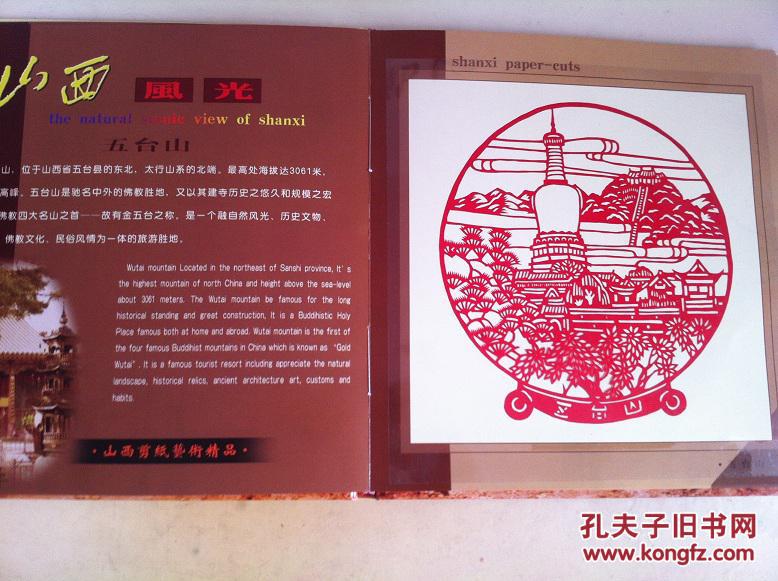 山西 風光
the natural scenic view of shanxi
五台山
山，位于山西省五台县的东北，太行山系的北端。最高处海拔达3061米，
高峰。五台山是驰名中外的佛教胜地，又以其建寺历史之悠久和规模之宏
佛教四大名山之首——故有金五台之称，是一个融自然风光、历史文物、
佛教文化、民俗风情为一体的旅游胜地。
Wutai mountain Located in the northeast of Sanshi province, It's
the highest mountain of north China and height above the sea-level
about 3061 meters. The Wutai mountain be famous for the long
historical standing and great construction, It is a Buddhistic Holy
Place famous both at home and abroad. Wutai mountain is the first of
the four famous Buddhist mountains in China which is known as "Gold
Wutai". It is a famous tourist resort including appreciate the natural
landscape, historical relics, ancient architecture art, customs and
habits.
·山西剪紙藝術精品·
shanxi paper-cuts
五台山
孔夫子旧书网
www.kongfz.com